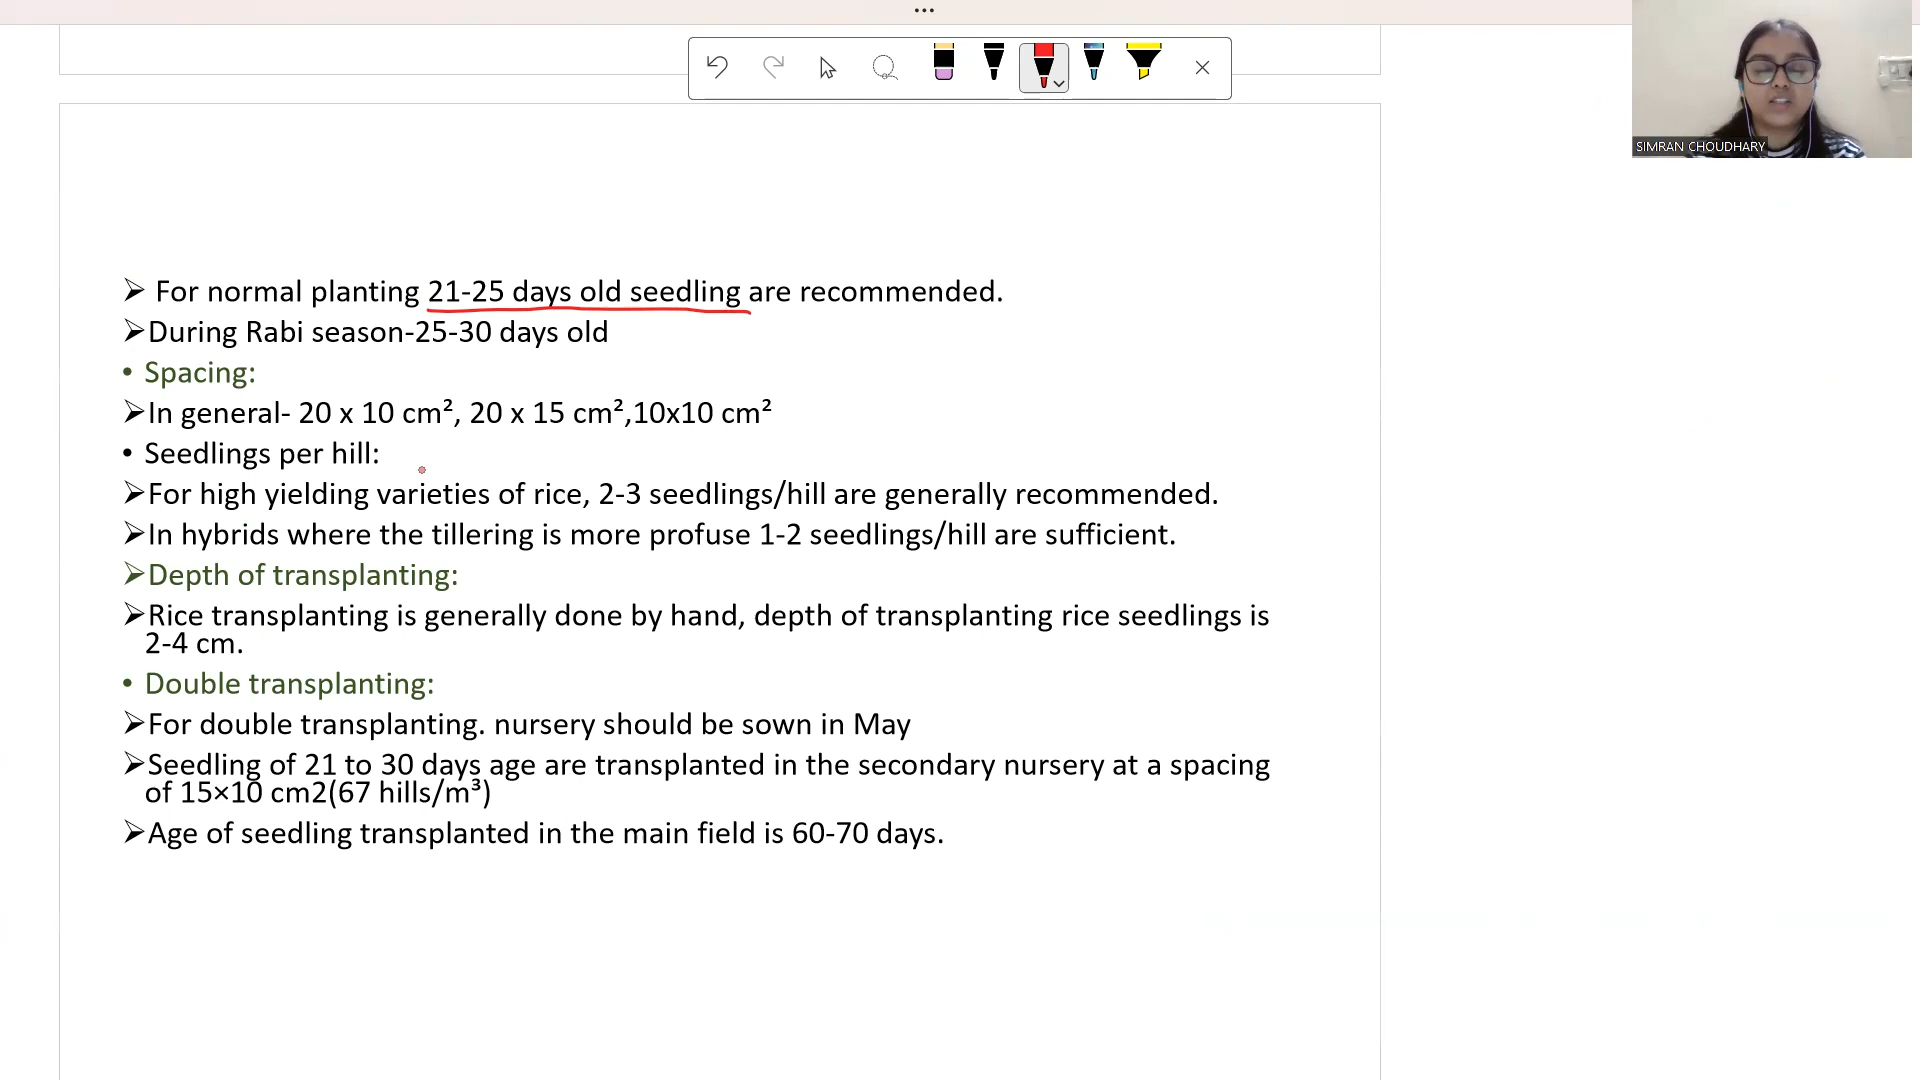 SIMRAN CHOUDHARY
➢ For normal planting 21-25 days old seedling are recommended.
➢During Rabi season-25-30 days old
• Spacing:
➢In general- 20 x 10 cm², 20 x 15 cm²,10x10 cm²
• Seedlings per hill:
➢For high yielding varieties of rice, 2-3 seedlings/hill are generally recommended.
➢In hybrids where the tillering is more profuse 1-2 seedlings/hill are sufficient.
➢Depth of transplanting:
➢Rice transplanting is generally done by hand, depth of transplanting rice seedlings is
2-4 cm.
• Double transplanting:
➢For double transplanting. nursery should be sown in May
➢Seedling of 21 to 30 days age are transplanted in the secondary nursery at a spacing
of 15×10 cm2(67 hills/m³)
➢Age of seedling transplanted in the main field is 60-70 days.